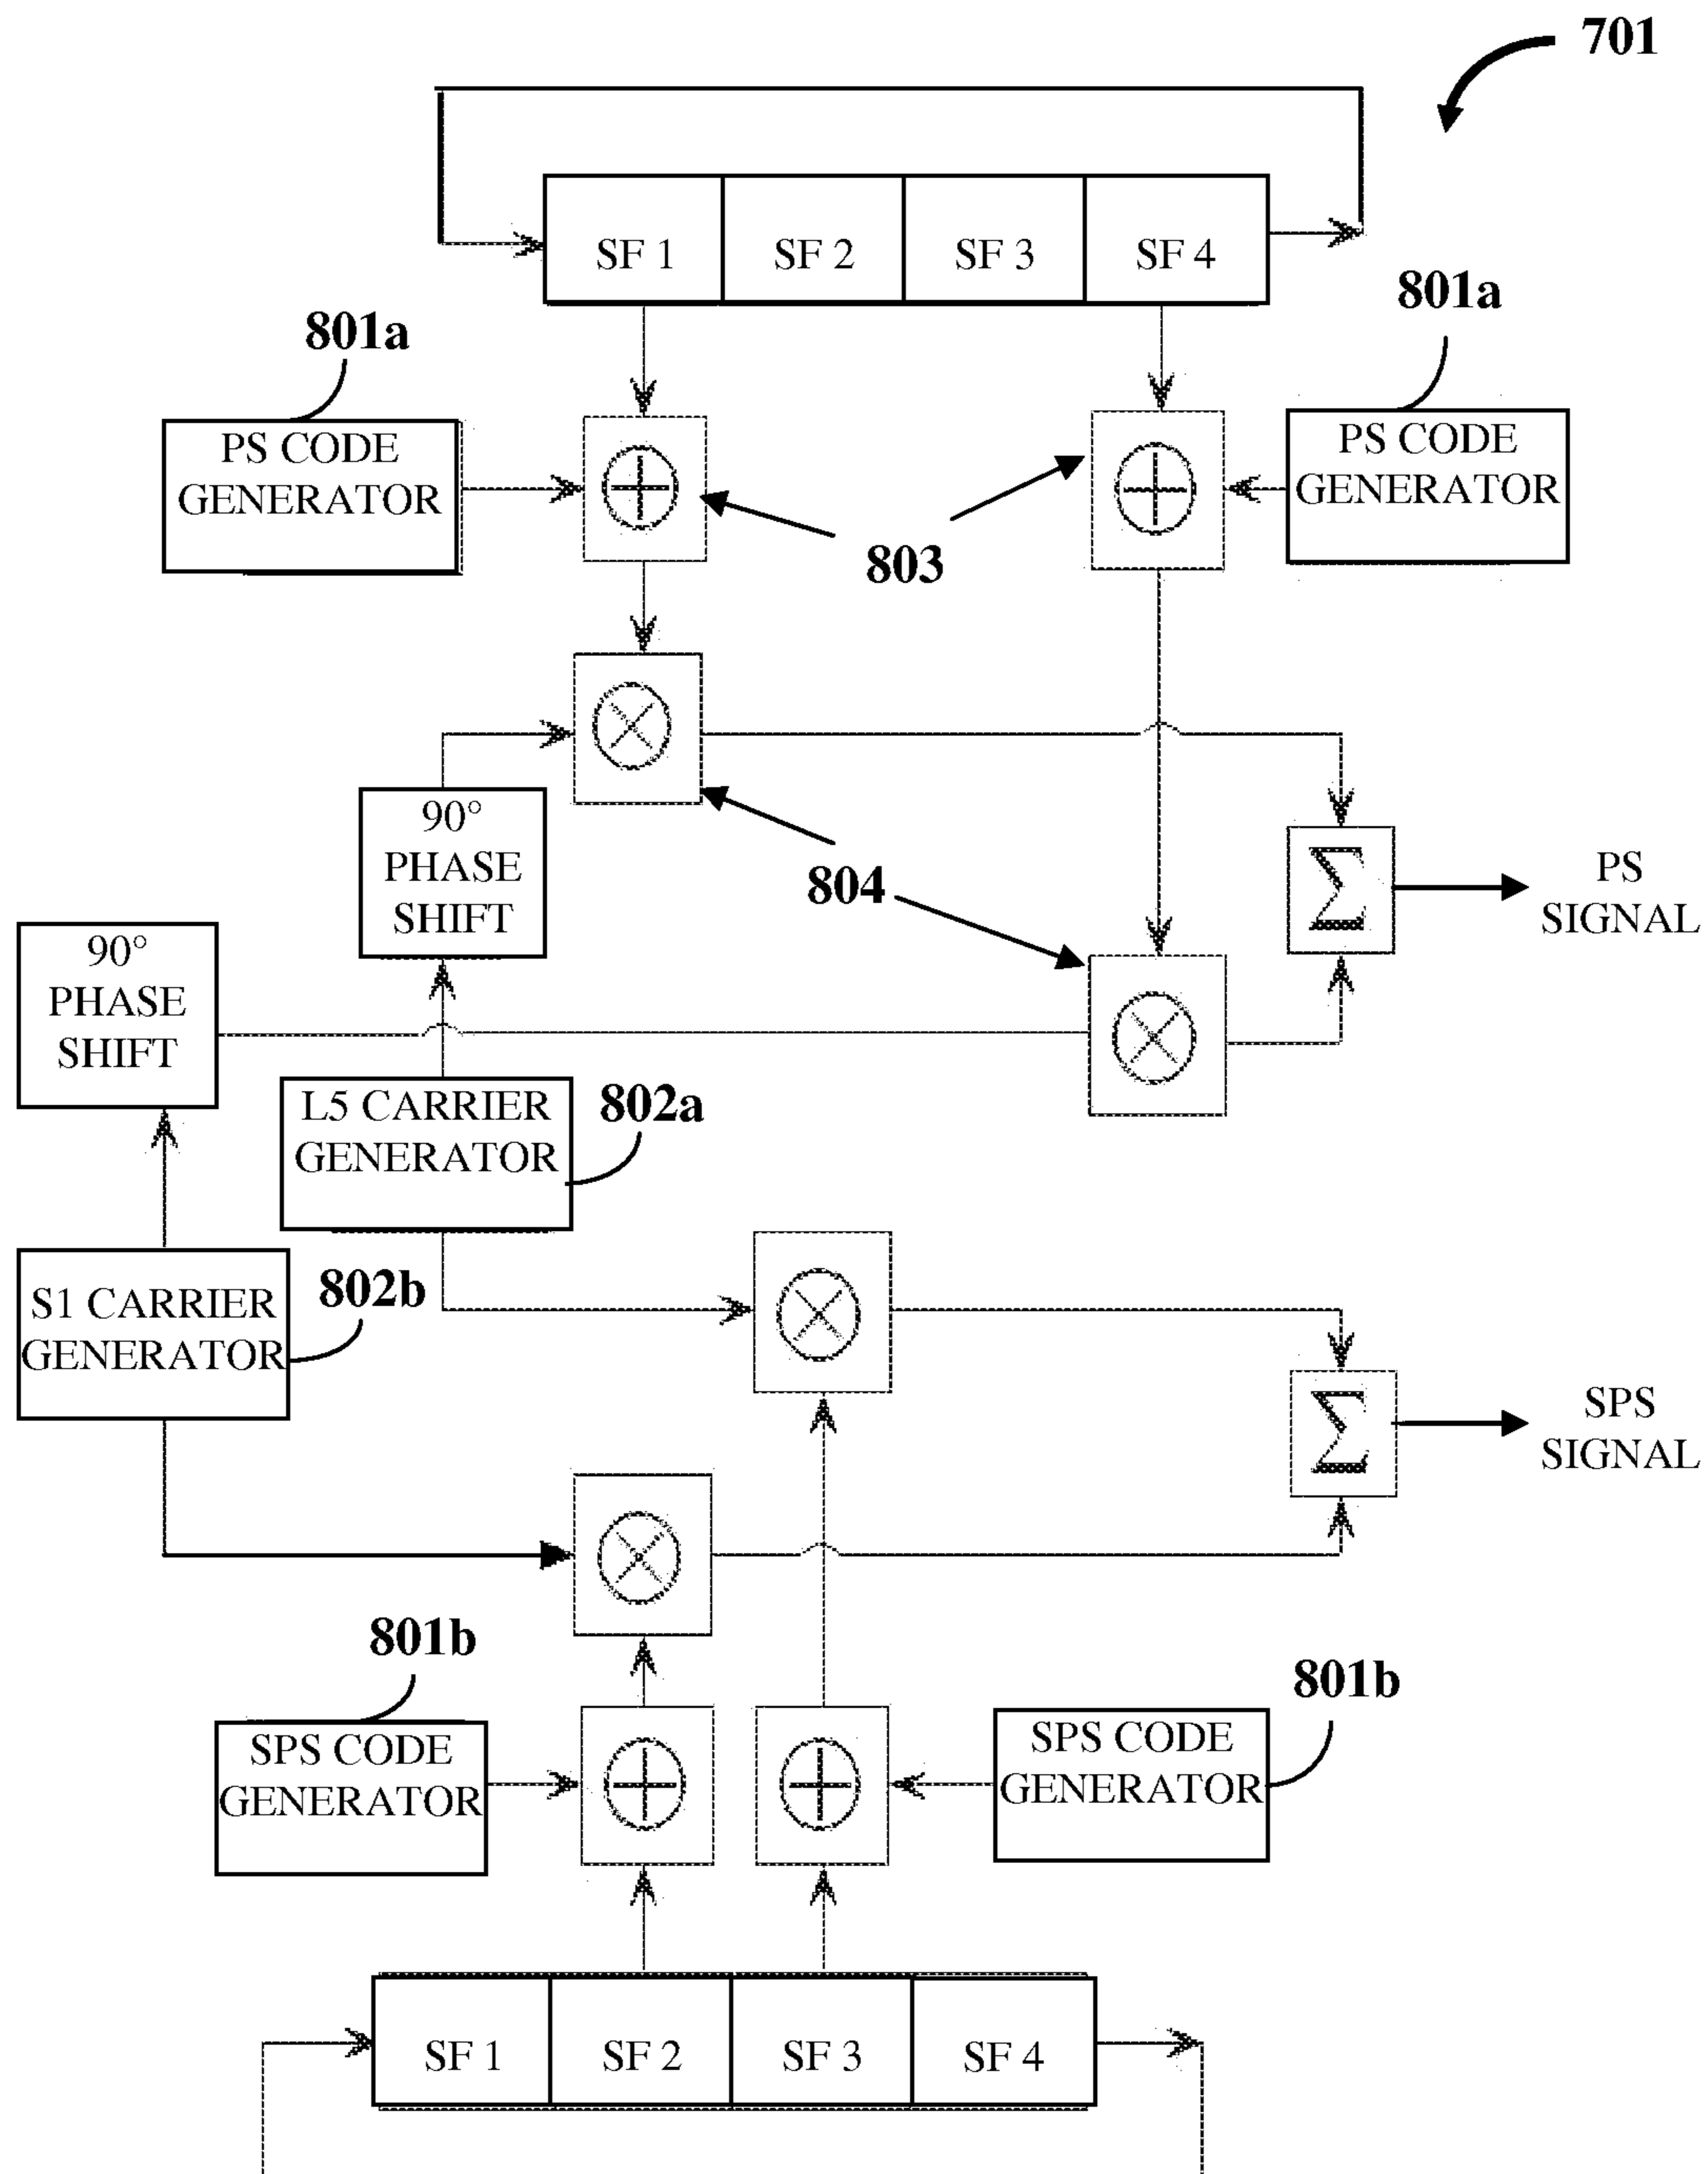 701
SF 1 SF 2 SF 3 SF 4
801a
801a
PS CODE
GENERATOR
PS CODE
GENERATOR
803
90°
PHASE
SHIFT
804
PS
SIGNAL
90°
PHASE
SHIFT
L5 CARRIER
GENERATOR
802a
S1 CARRIER
GENERATOR
802b
SPS
SIGNAL
801b
801b
SPS CODE
GENERATOR
SPS CODE
GENERATOR
SF 1 SF 2 SF 3 SF 4